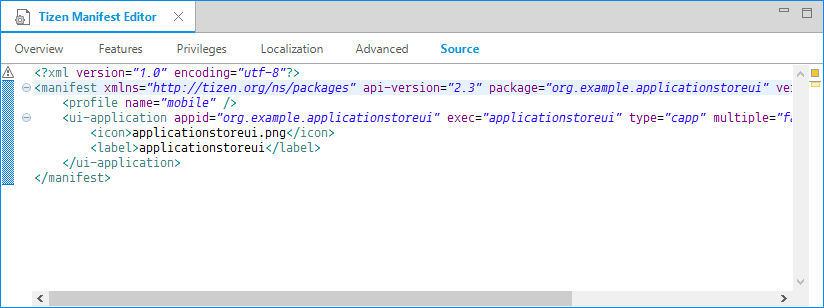 Tizen Manifest Editor
Overview Features Privileges Localization Advanced Source
<?xml version="1.0" encoding="utf-8"?>
<manifest xmlns="http://tizen.org/ns/packages" api-version="2.3" package="org.example.applicationstoreui" ve
<profile name="mobile" />
<ui-application appid="org.example.applicationstoreui" exec="applicationstoreui" type="capp" multiple="fa
<icon>applicationstoreui.png</icon>
<label>applicationstoreui</label>
</ui-application>
</manifest>